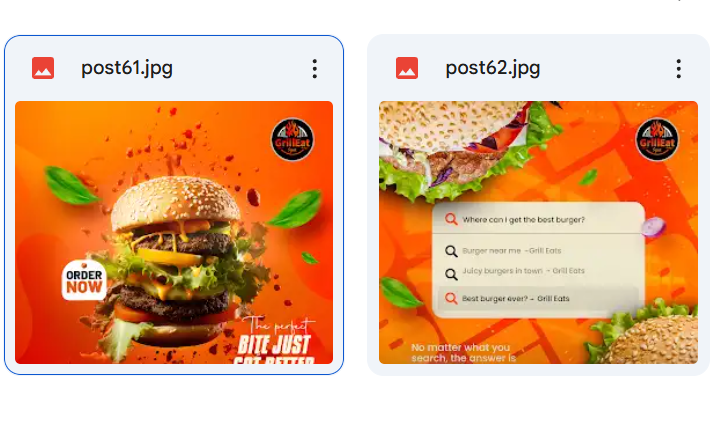 post61.jpg
GrillEat
ORDER
NOW
The perfect
BITE JUST
GOT BETTER
post62.jpg
GrillEat
Where can I get the best burger?
Burger near me -Grill Eats
Juicy burgers in town - Grill Eats
Best burger ever? - Grill Eats
No matter what you
search, the answer is